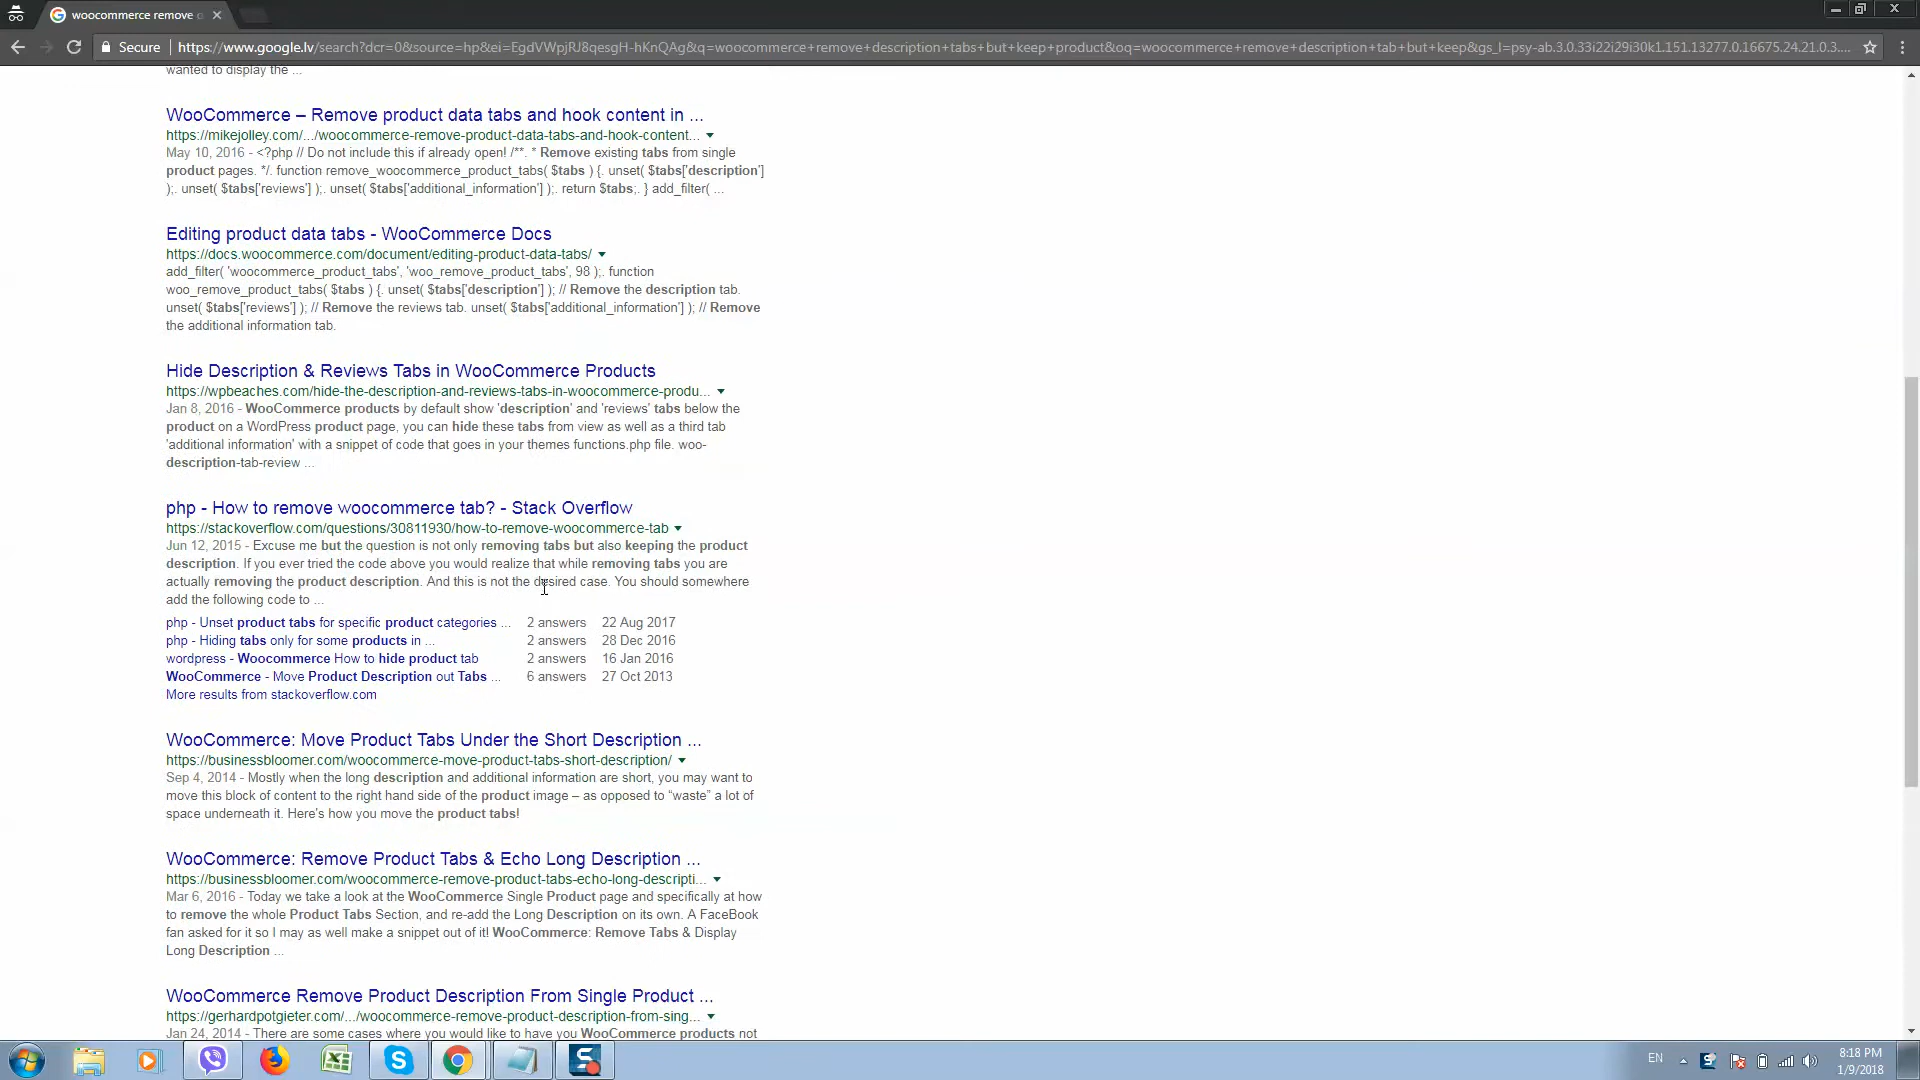 woocommerce remove
Secure
https://www.google.lv/search?dcr=0&source=hp&ei=EgdVWpjRJ8qesgH-hKnQAg&q=woocommerce+remove+description+tabs+but+keep+product&oq=woocommerce+remove+description+tab+but+keep&gs_l=psy-ab.3.0.33i22i29i30k1.151.13277.0.16675.24.21.0.3....
wanted to display the ...
WooCommerce – Remove product data tabs and hook content in ...
https://mikejolley.com/.../woocommerce-remove-product-data-tabs-and-hook-content...
May 10, 2016 - <?php // Do not include this if already open! /**. * Remove existing tabs from single
product pages. */. function remove_woocommerce_product_tabs( $tabs ) {. unset( $tabs['description']
);. unset( $tabs['reviews'] );. unset( $tabs['additional_information'] );. return $tabs;. } add_filter( ...
Editing product data tabs - WooCommerce Docs
https://docs.woocommerce.com/document/editing-product-data-tabs/
add_filter( 'woocommerce_product_tabs', 'woo_remove_product_tabs', 98 );. function
woo_remove_product_tabs( $tabs ) {. unset( $tabs['description'] ); // Remove the description tab.
unset( $tabs['reviews'] ); // Remove the reviews tab. unset( $tabs['additional_information'] ); // Remove
the additional information tab.
Hide Description & Reviews Tabs in WooCommerce Products
https://wpbeaches.com/hide-the-description-and-reviews-tabs-in-woocommerce-produ...
Jan 8, 2016 - WooCommerce products by default show 'description' and 'reviews' tabs below the
product on a WordPress product page, you can hide these tabs from view as well as a third tab
'additional information' with a snippet of code that goes in your themes functions.php file. woo-
description-tab-review ...
php - How to remove woocommerce tab? - Stack Overflow
https://stackoverflow.com/questions/30811930/how-to-remove-woocommerce-tab
Jun 12, 2015 - Excuse me but the question is not only removing tabs but also keeping the product
description. If you ever tried the code above you would realize that while removing tabs you are
actually removing the product description. And this is not the desired case. You should somewhere
add the following code to ...
php - Unset product tabs for specific product categories ... 2 answers 22 Aug 2017
php - Hiding tabs only for some products in ... 2 answers 28 Dec 2016
wordpress - Woocommerce How to hide product tab 2 answers 16 Jan 2016
WooCommerce - Move Product Description out Tabs ... 6 answers 27 Oct 2013
More results from stackoverflow.com
WooCommerce: Move Product Tabs Under the Short Description ...
https://businessbloomer.com/woocommerce-move-product-tabs-short-description/
Sep 4, 2014 - Mostly when the long description and additional information are short, you may want to
move this block of content to the right hand side of the product image – as opposed to “waste” a lot of
space underneath it. Here's how you move the product tabs!
WooCommerce: Remove Product Tabs & Echo Long Description ...
https://businessbloomer.com/woocommerce-remove-product-tabs-echo-long-descripti...
Mar 6, 2016 - Today we take a look at the WooCommerce Single Product page and specifically at how
to remove the whole Product Tabs Section, and re-add the Long Description on its own. A FaceBook
fan asked for it so I may as well make a snippet out of it! WooCommerce: Remove Tabs & Display
Long Description ...
WooCommerce Remove Product Description From Single Product ...
https://gerhardpotgieter.com/.../woocommerce-remove-product-description-from-sing...
Jan 24, 2014 - There are some cases where you would like to have you WooCommerce products not
EN
8:18 PM
1/9/2018